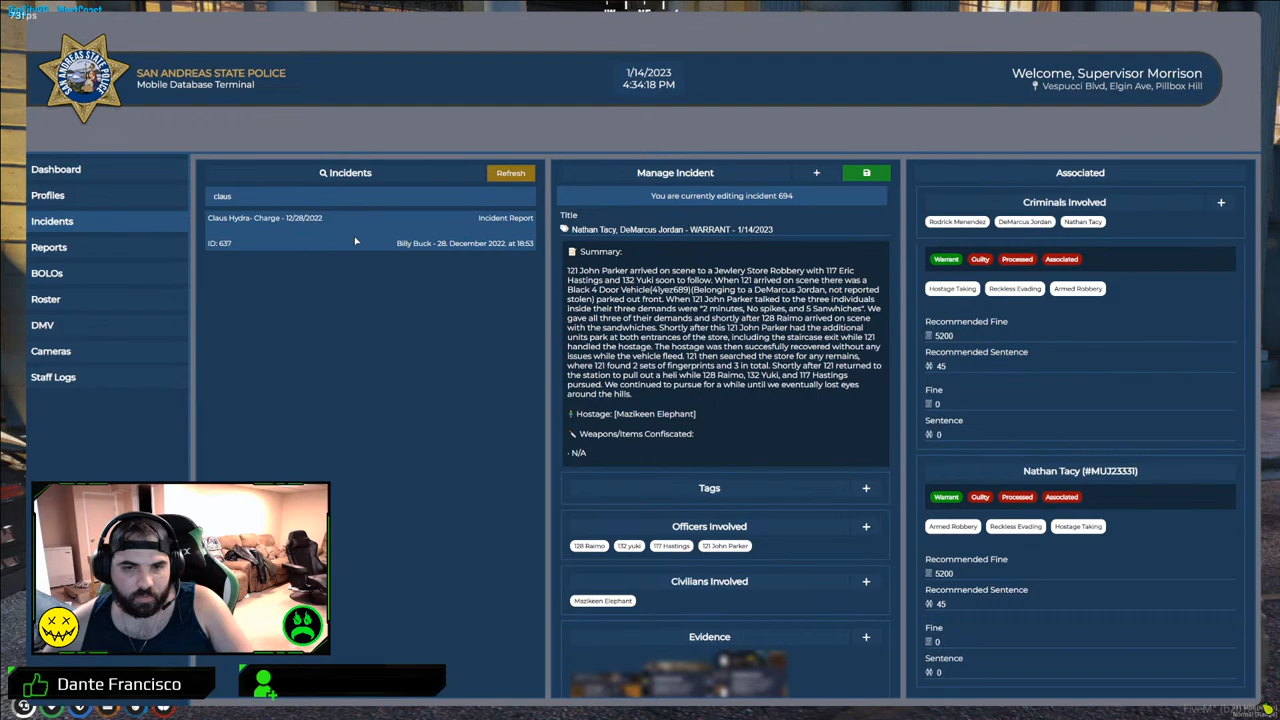 73fps
SAN ANDREAS STATE POLICE
Mobile Database Terminal
1/14/2023
4:34:18 PM
Welcome, Supervisor Morrison
Vespucci Blvd, Elgin Ave, Pillbox Hill
Dashboard
Profiles
Incidents
Reports
BOLOs
Roster
DMV
Cameras
Staff Logs
Incidents
Refresh
claus
Claus Hydra- Charge - 12/28/2022
Incident Report
ID: 637
Billy Buck - 28. December 2022. at 18:53
Manage Incident
+
You are currently editing incident 694
Title
Nathan Tacy, DeMarcus Jordan - WARRANT - 1/14/2023
Summary:
121 John Parker arrived on scene to a Jewlery Store Robbery with 117 Eric
Hastings and 132 Yuki soon to follow. When 121 arrived on scene there was a
Black 4 Door Vehicle(41yez689)(Belonging to a DeMarcus Jordan, not reported
stolen) parked out front. When 121 John Parker talked to the three individuals
inside their three demands were "2 minutes, No spikes, and 5 Sanwhiches". We
gave all three of their demands and shortly after 128 Raimo arrived on scene
with the sandwhiches. Shortly after this 121 John Parker had the additional
units park at both entrances of the store, including the staircase exit while 121
handled the hostage. The hostage was then succesfully recovered without any
issues while the vehicle fleed. 121 then searched the store for any remains,
where 121 found 2 sets of fingerprints and 3 in total. Shortly after 121 returned to
the station to pull out a heli while 128 Raimo, 132 Yuki, and 117 Hastings
pursued. We continued to pursue for a while until we eventually lost eyes
around the hills.
Hostage: [Mazikeen Elephant]
Weapons/Items Confiscated:
· N/A
Tags
+
Officers Involved
+
128 Raimo
132 yuki
117 Hastings
121 John Parker
Civilians Involved
+
Mazikeen Elephant
Evidence
+
Associated
Criminals Involved
+
Rodrick Menendez
DeMarcus Jordan
Nathan Tacy
Warrant
Guilty
Processed
Associated
Hostage Taking
Reckless Evading
Armed Robbery
Recommended Fine
5200
Recommended Sentence
45
Fine
0
Sentence
0
Nathan Tacy (#MUJ23331)
Warrant
Guilty
Processed
Associated
Armed Robbery
Reckless Evading
Hostage Taking
Recommended Fine
5200
Recommended Sentence
45
Fine
0
Sentence
0
Dante Francisco